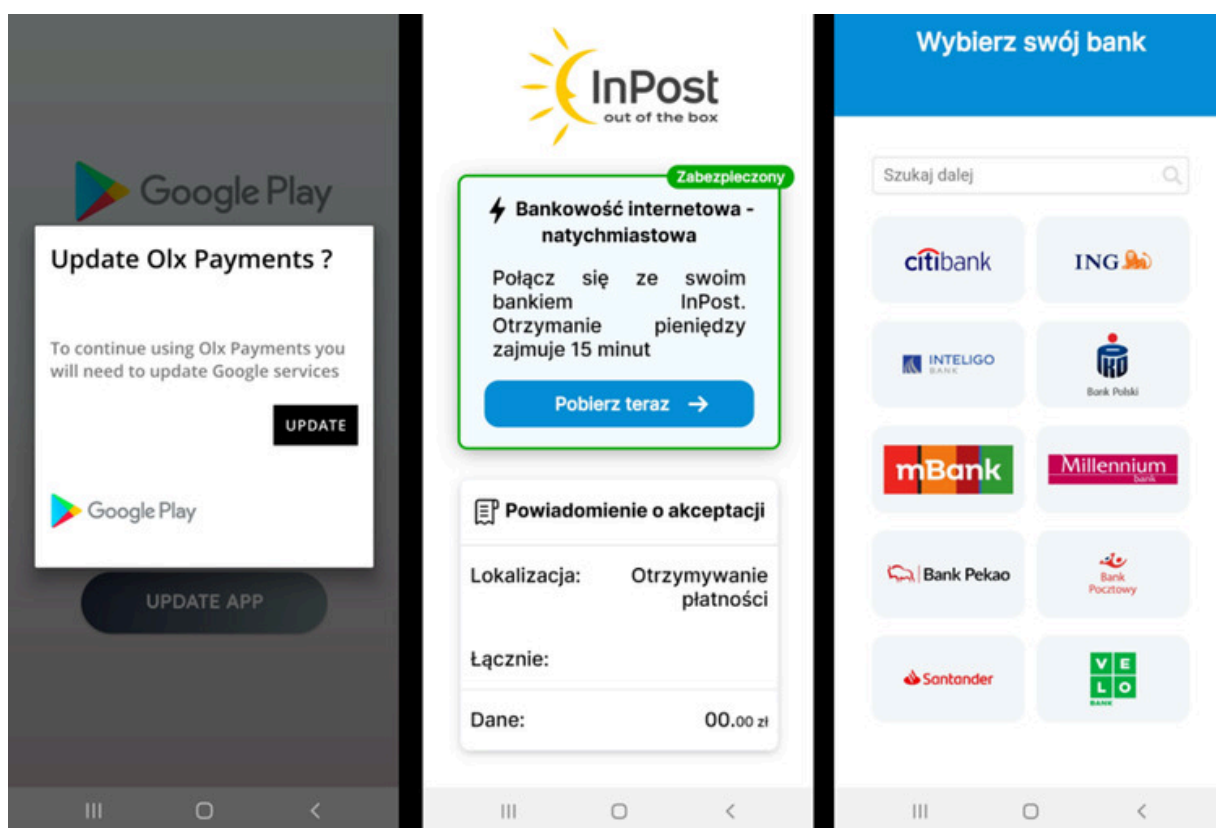 Google Play
Update Olx Payments ?
To continue using Olx Payments you
will need to update Google services
UPDATE
Google Play
UPDATE APP
InPost
out of the box
Zabezpieczony
Bankowość internetowa -
natychmiastowa
Połącz się ze swoim
bankiem InPost.
Otrzymanie pieniędzy
zajmuje 15 minut
Pobierz teraz →
Powiadomienie o akceptacji
Lokalizacja: Otrzymywanie
płatności
Łącznie:
Dane: 00.00 zł
Wybierz swój bank
Szukaj dalej
citibank
ING
INTELIGO
BANK
PKO
Bank Polski
mBank
Millennium
bank
Bank Pekao
Bank
Pocztowy
Santander
VE
LO
BANK